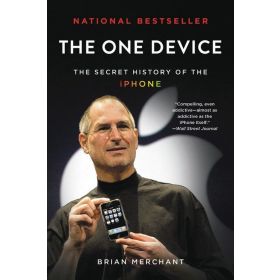 NATIONAL BESTSELLER
THE ONE DEVICE
THE SECRET HISTORY OF THE
iPHONE
"Compelling, even
addictive—almost as
addictive as the
iPhone itself."
—Wall Street Journal
BRIAN MERCHANT